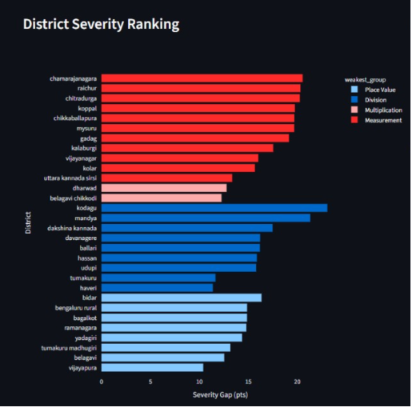 District Severity Ranking
weakest_group
Place Value
Division
Multiplication
Measurement
District
chamarajanagara
raichur
chitradurga
koppal
chikkaballapura
mysuru
gadag
kalaburgi
vijayanagar
kolar
uttara kannada sirsi
dharwad
belagavi chikkodi
kodagu
mandya
dakshina kannada
davanagere
ballari
hassan
udupi
tumakuru
haveri
bidar
bengaluru rural
bagalkot
ramanagara
yadagiri
tumakuru madhugiri
belagavi
vijayapura
0 5 10 15 20
Severity Gap (pts)